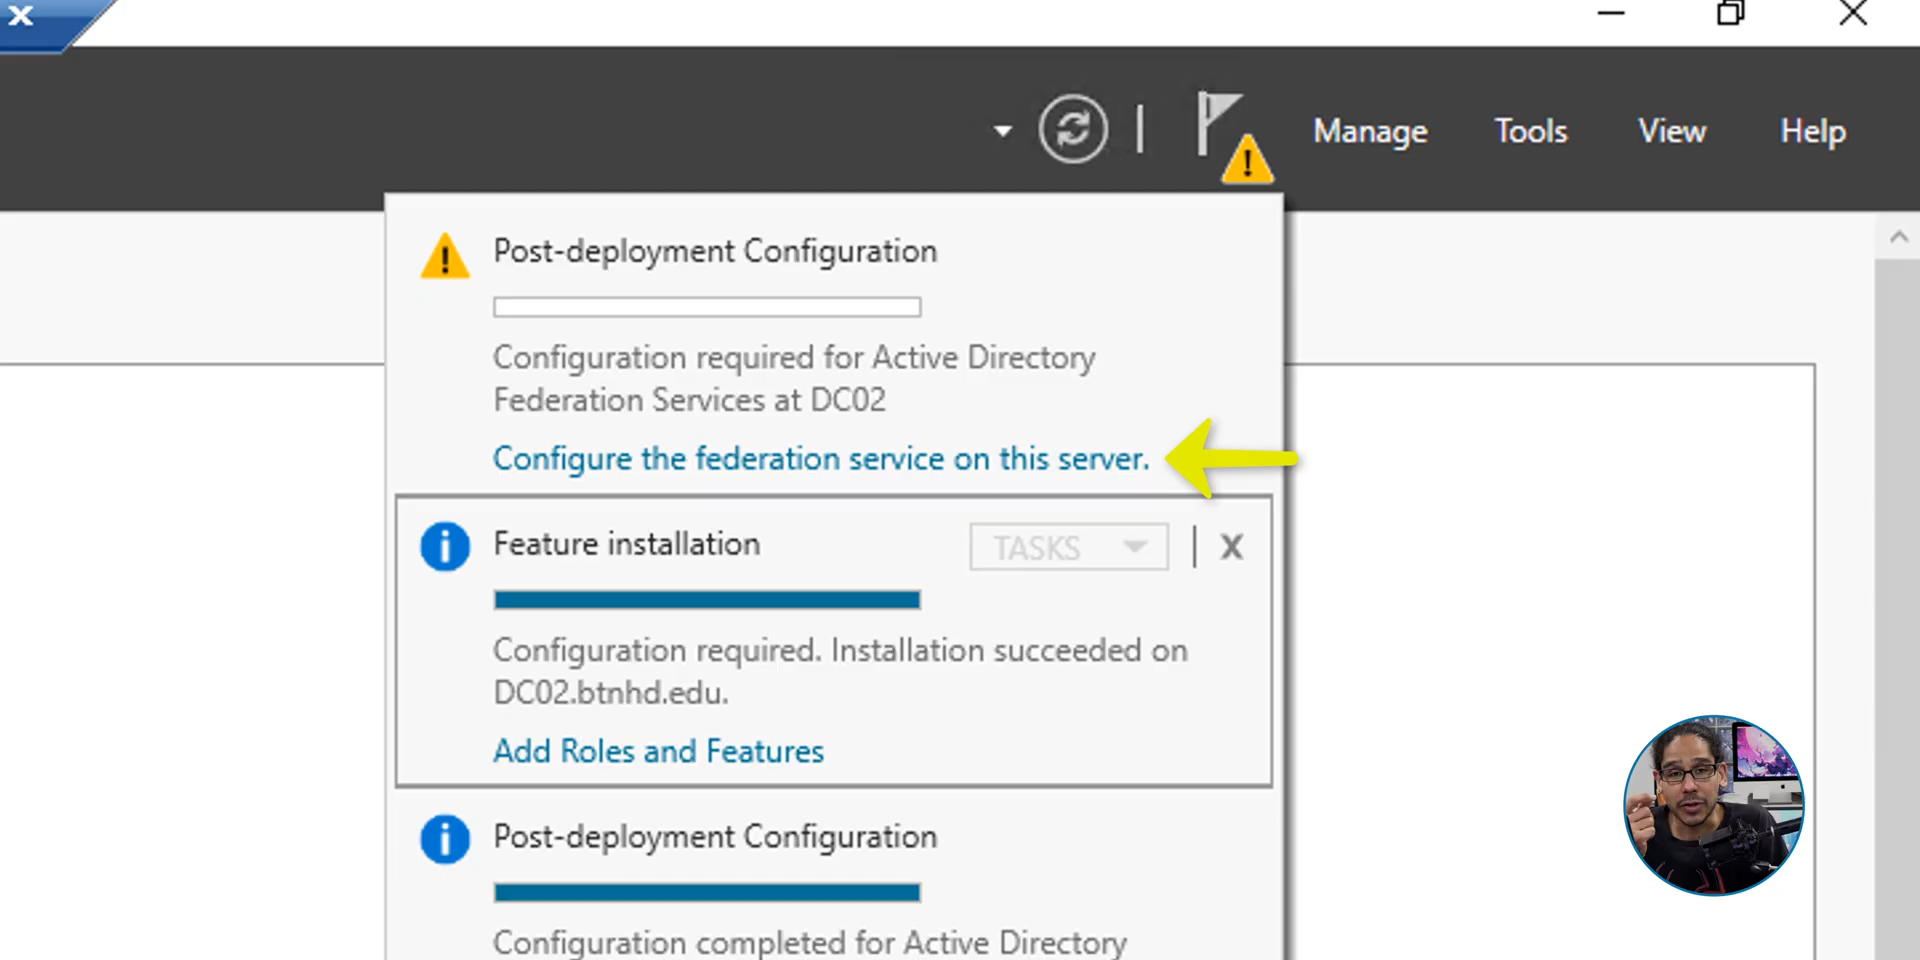 Manage Tools View Help
Post-deployment Configuration
Configuration required for Active Directory
Federation Services at DC02
Configure the federation service on this server.
Feature installation TASKS X
Configuration required. Installation succeeded on
DC02.btnhd.edu.
Add Roles and Features
Post-deployment Configuration
Configuration completed for Active Directory